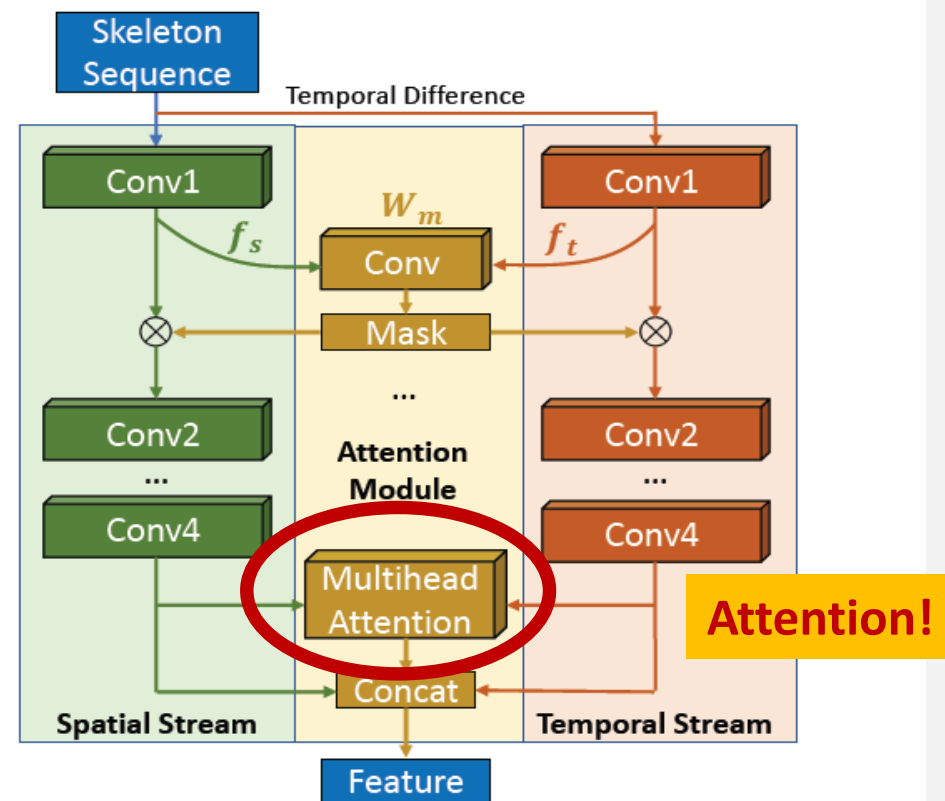 Skeleton
Sequence
Temporal Difference
Conv1
Conv1
W_m
f_s
f_t
Conv
Mask
...
Conv2
Conv2
...
...
Attention
Module
Conv4
Conv4
Multihead
Attention
Attention!
Concat
Spatial Stream
Temporal Stream
Feature